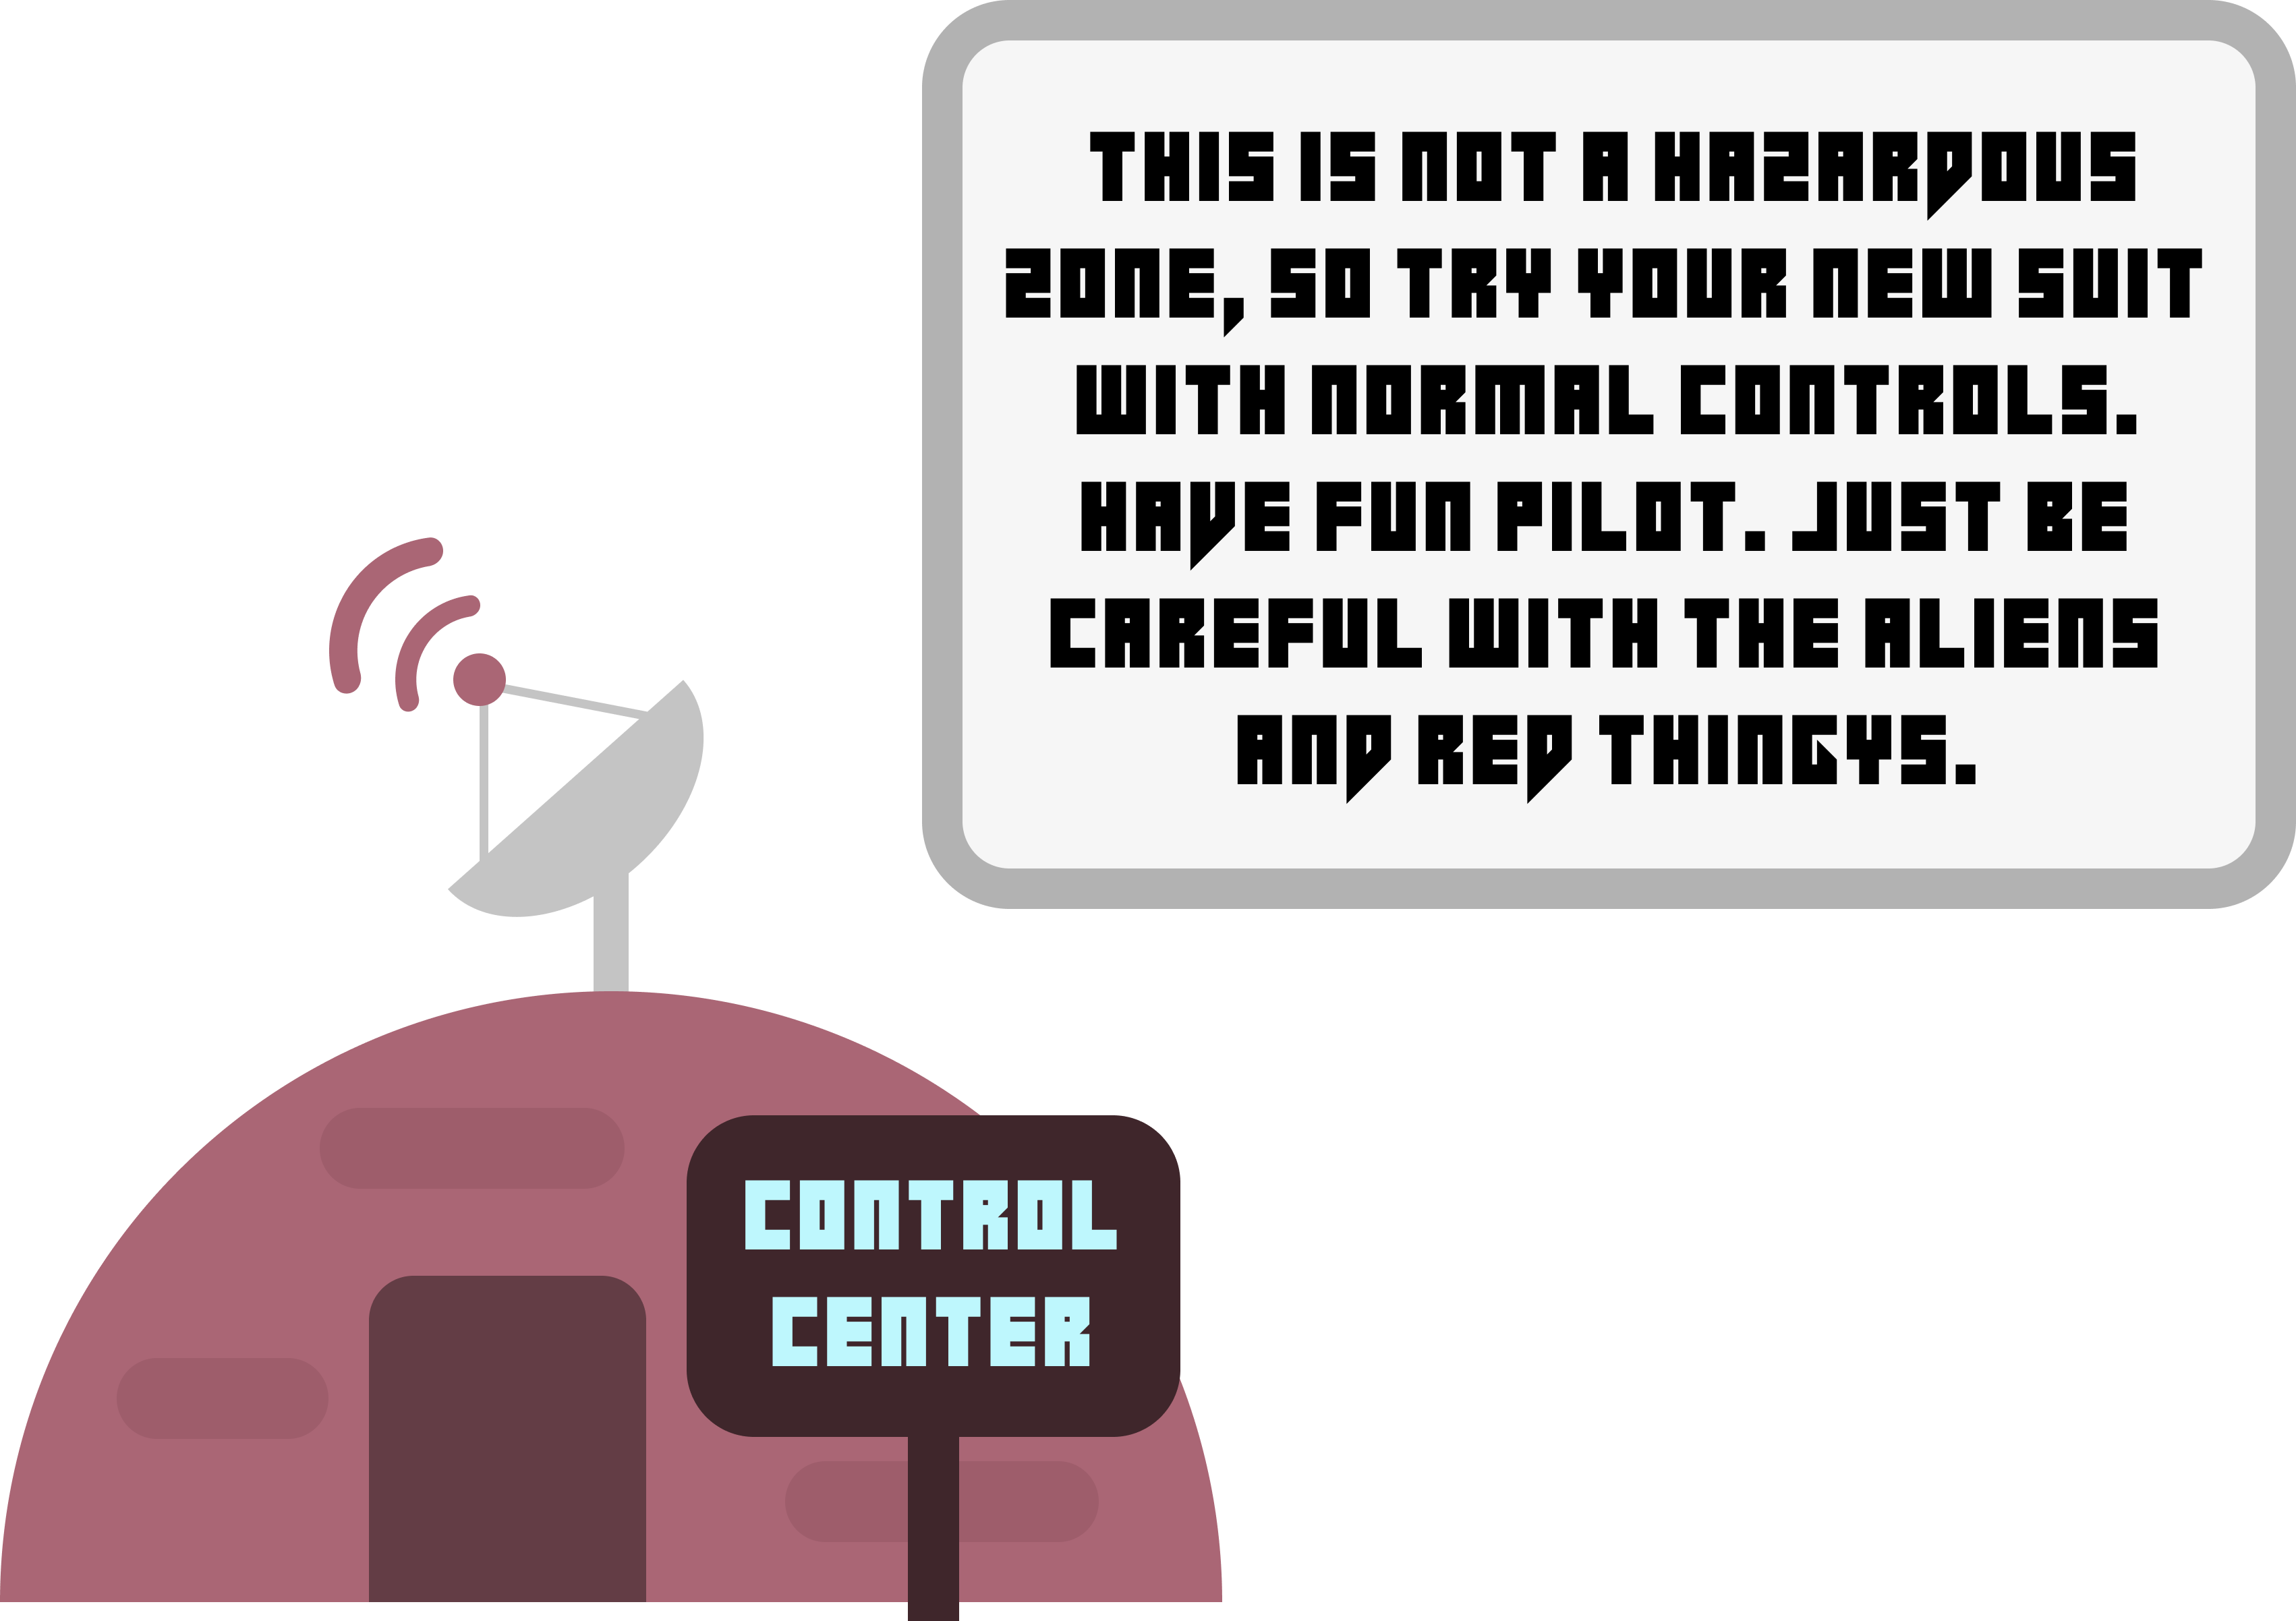 THIS IS NOT A HAZARDOUS
ZONE, SO TRY YOUR NEW SUIT
WITH NORMAL CONTROLS.
HAVE FUN PILOT. JUST BE
CAREFUL WITH THE ALIENS
AND RED THINGYS.
CONTROL
CENTER